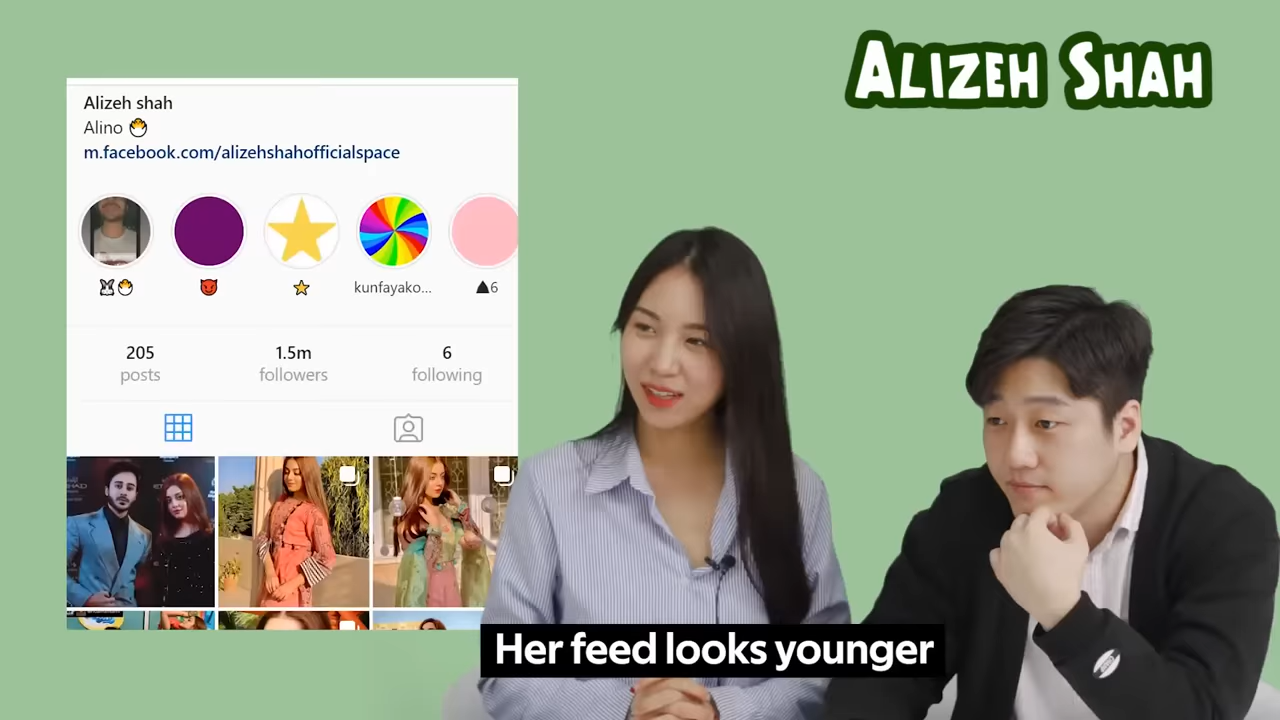 ALIZEH SHAH
Alizeh shah
Alino 🐣
m.facebook.com/alizehshahofficialspace
kunfayako...
▲6
205
1.5m
6
posts
followers
following
Her feed looks younger